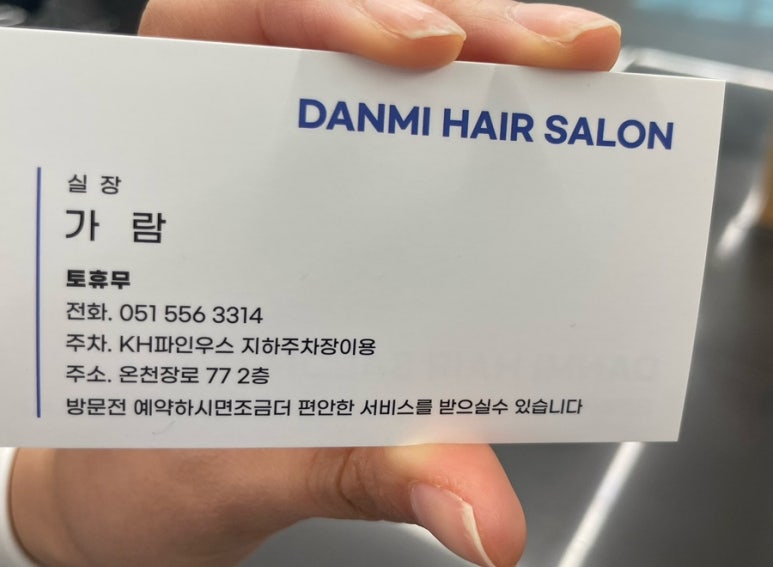 DANMI HAIR SALON
실 장
가 람
토휴무
전화. 051 556 3314
주차. KH파인우스 지하주차장이용
주소. 온천장로 77 2층
방문전 예약하시면조금더 편안한 서비스를 받으실수 있습니다